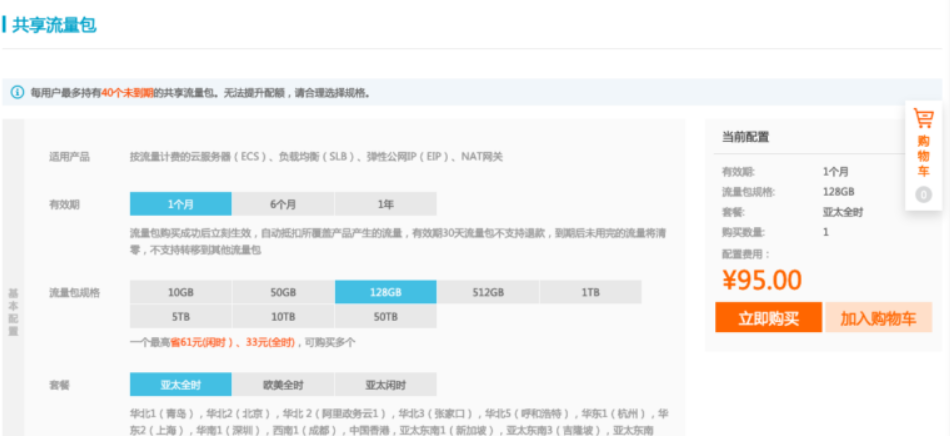 共享流量包
每用户最多持有40个未到期的共享流量包。无法提升配额，请合理选择规格。
适用产品 按流量计费的云服务器（ECS）、负载均衡（SLB）、弹性公网IP（EIP）、NAT网关
有效期 1个月 6个月 1年
流量包购买成功后立刻生效，自动抵扣所覆盖产品产生的流量，有效期30天流量包不支持退款，到期后未用完的流量将清
零，不支持转移到其他流量包
基本配置
流量包规格 10GB 50GB 128GB 512GB 1TB
5TB 10TB 50TB
一个最高省61元(闲时）、33元(全时)，可购买多个
套餐 亚太全时 欧美全时 亚太闲时
华北1（青岛），华北2（北京），华北 2（阿里政务云1），华北3（张家口），华北5（呼和浩特），华东1（杭州），华
东2（上海），华南1（深圳），西南1（成都），中国香港，亚太东南1（新加坡），亚太东南3（吉隆坡），亚太东南
当前配置
有效期: 1个月
流量包规格: 128GB
套餐: 亚太全时
购买数量: 1
配置费用：
¥95.00
立即购买 加入购物车
购物车
0